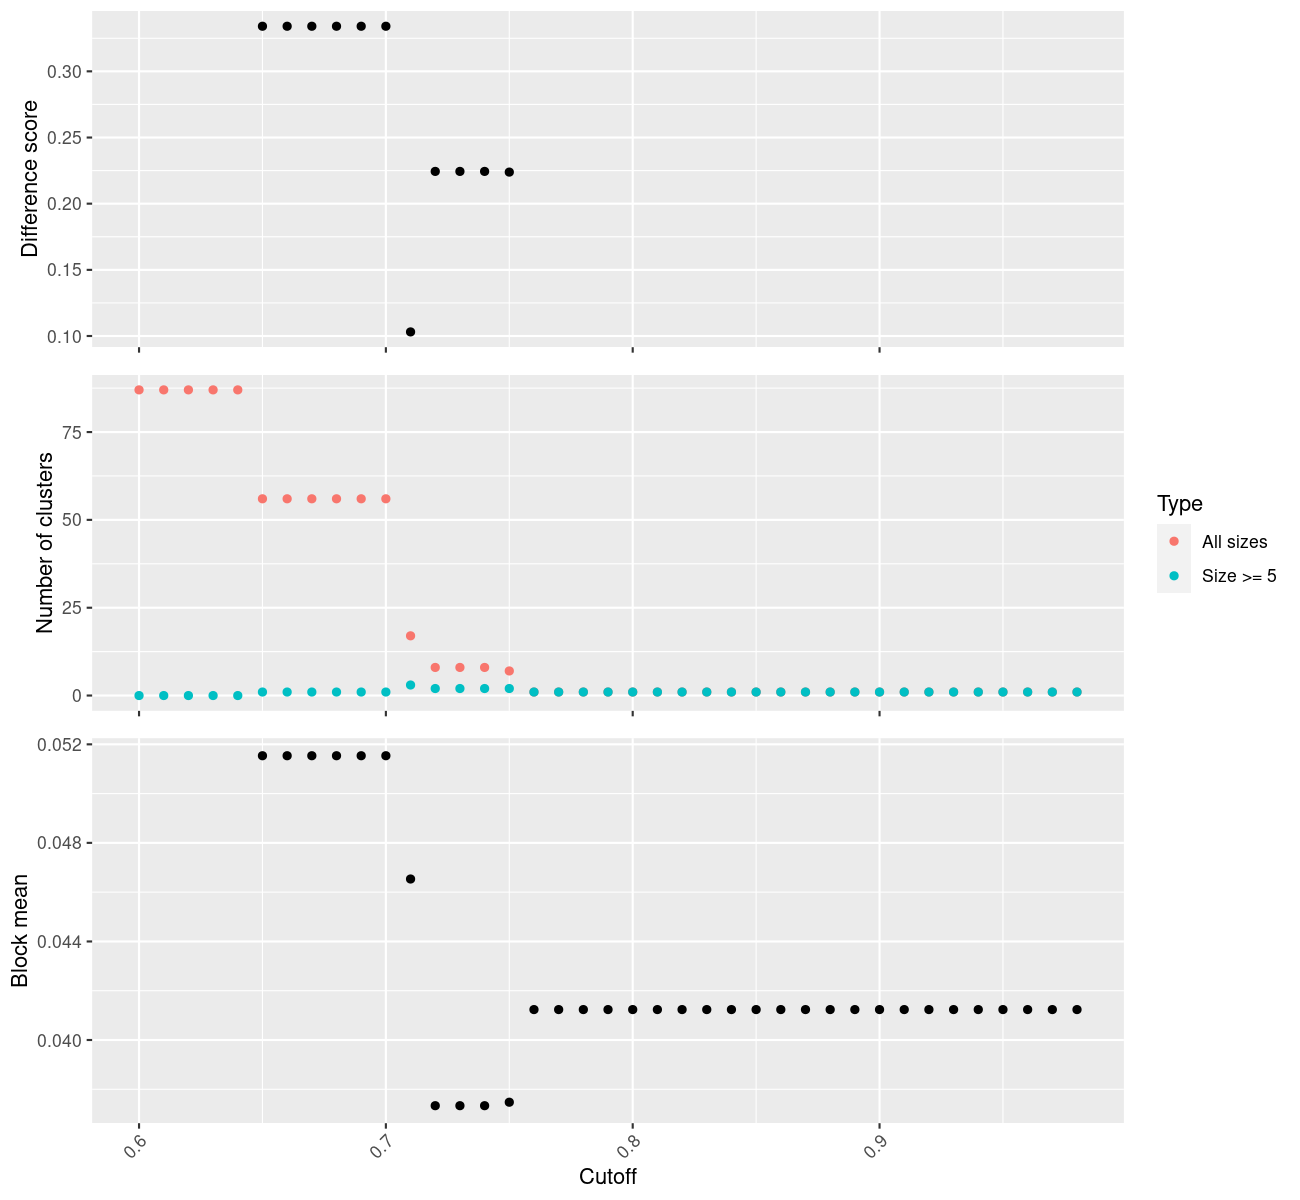 Difference score
0.30
0.25
0.20
0.15
0.10
Number of clusters
75
50
25
0
Type
All sizes
Size >= 5
Block mean
0.052
0.048
0.044
0.040
0.6
0.7
0.8
0.9
Cutoff